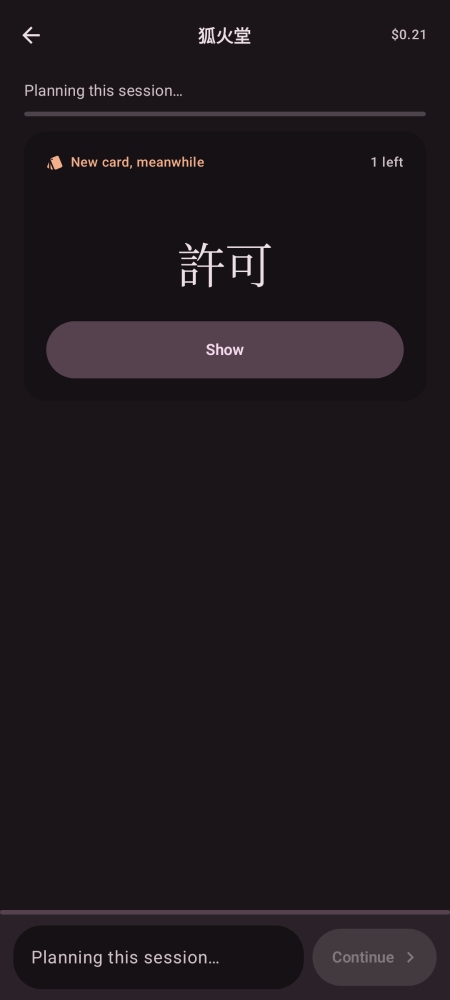 狐火堂
$0.21
Planning this session…
New card, meanwhile
1 left
許可
Show
Planning this session…
Continue